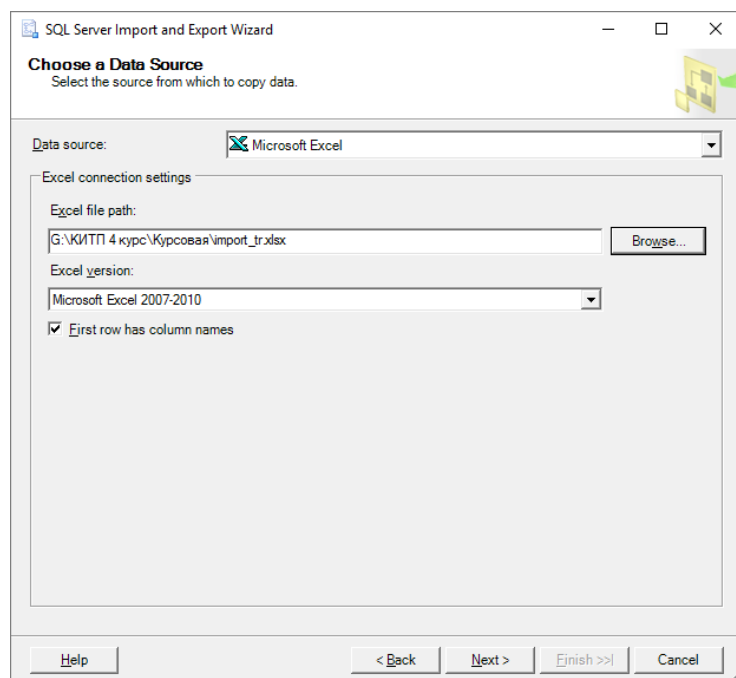 SQL Server Import and Export Wizard
Choose a Data Source
Select the source from which to copy data.
Data source:
Microsoft Excel
Excel connection settings
Excel file path:
G:\КИТП 4 курс\Курсовая\import_tr.xlsx
Browse...
Excel version:
Microsoft Excel 2007-2010
First row has column names
Help
< Back
Next >
Finish >>|
Cancel